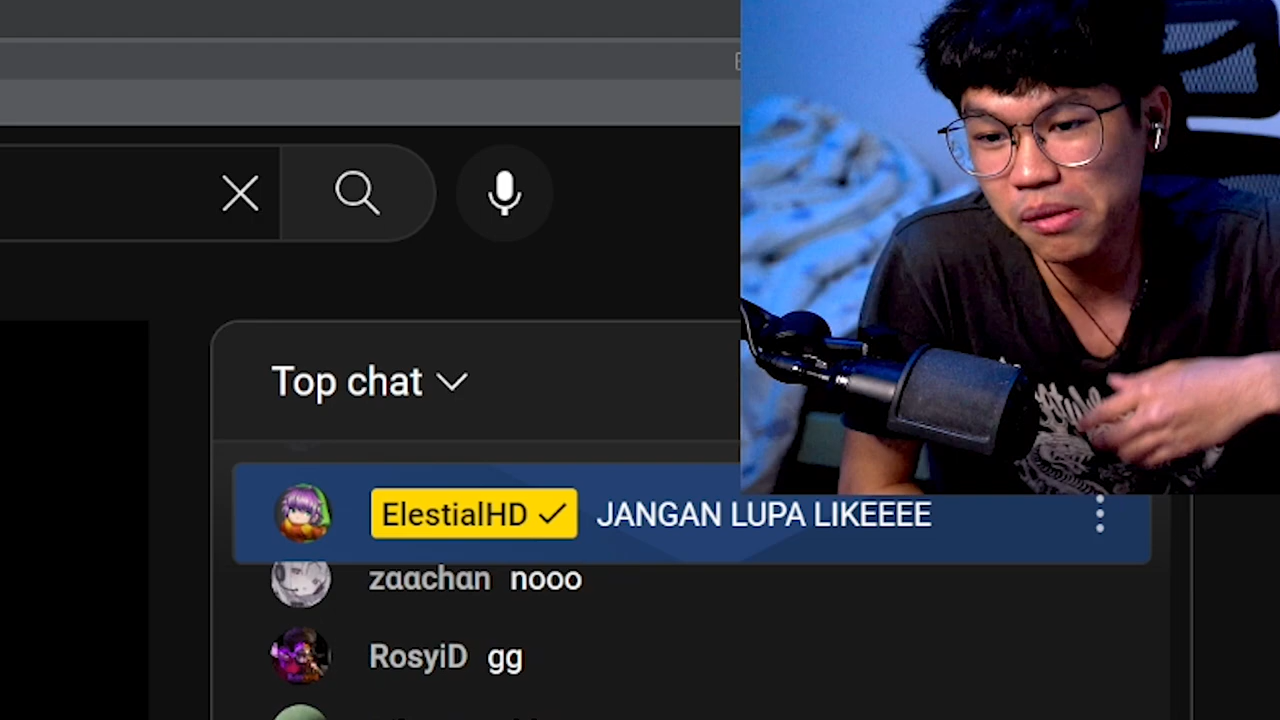 Top chat
ElestialHD JANGAN LUPA LIKEEEE
zaachan nooo
RosyiD gg